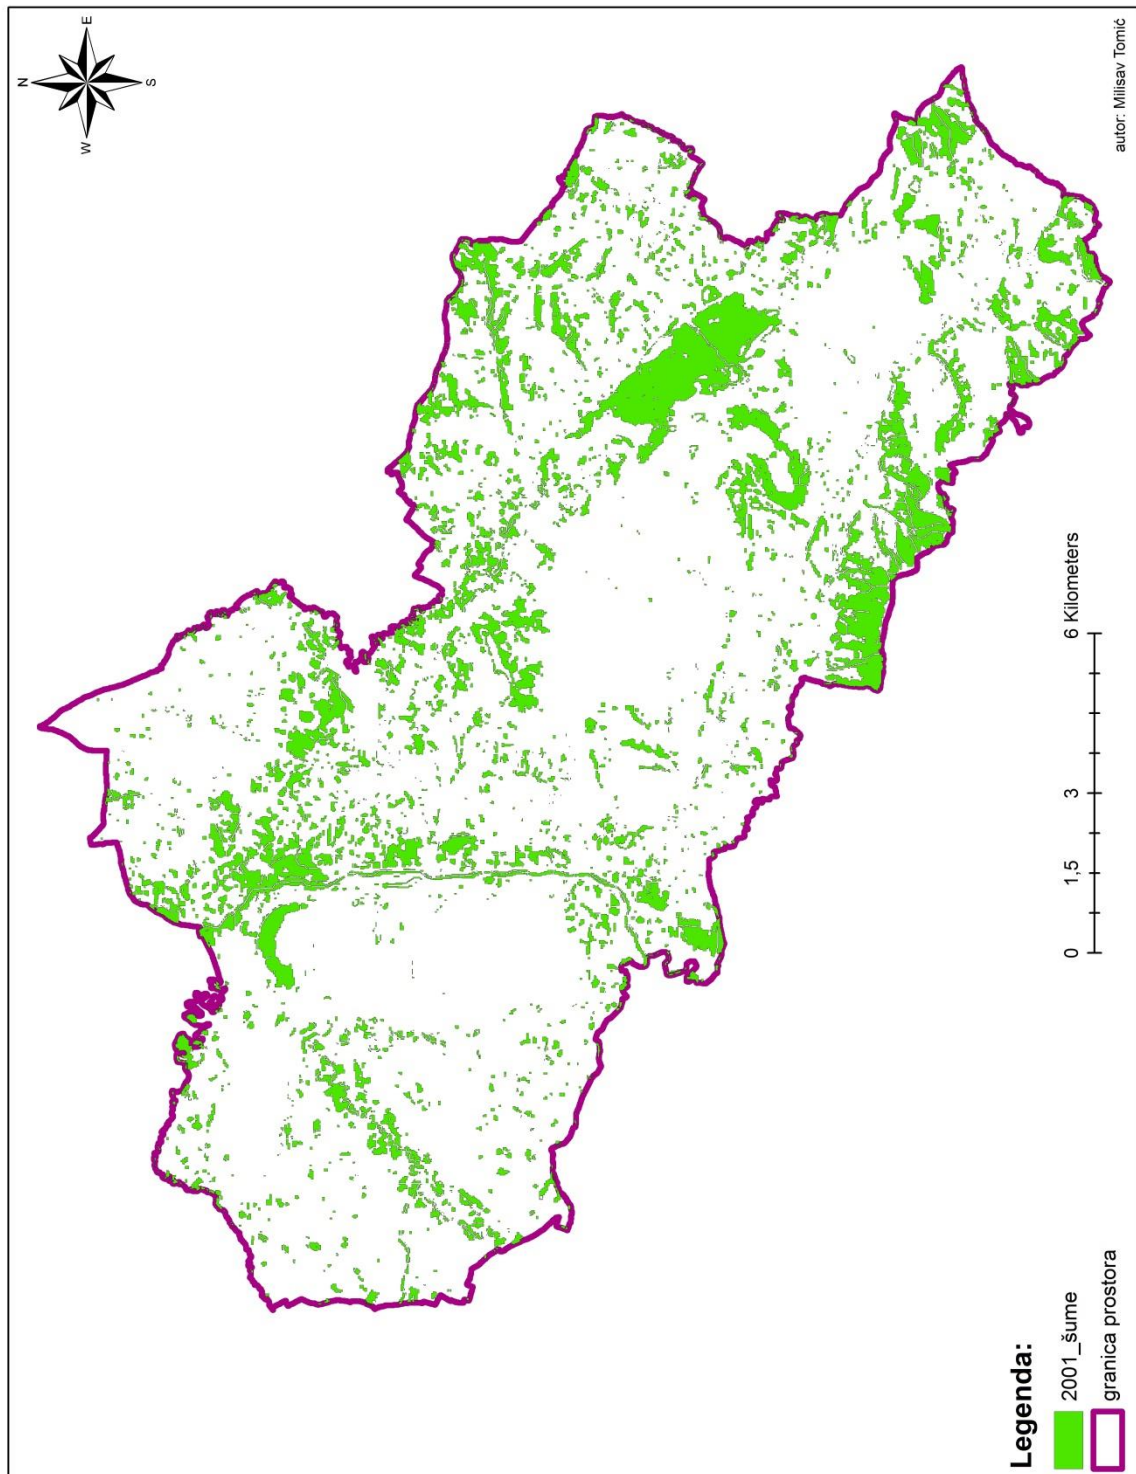 N
W
E
S
Legenda:
2001_šume
granica prostora
0
1,5
3
6 Kilometers
autor: Milisav Tomić